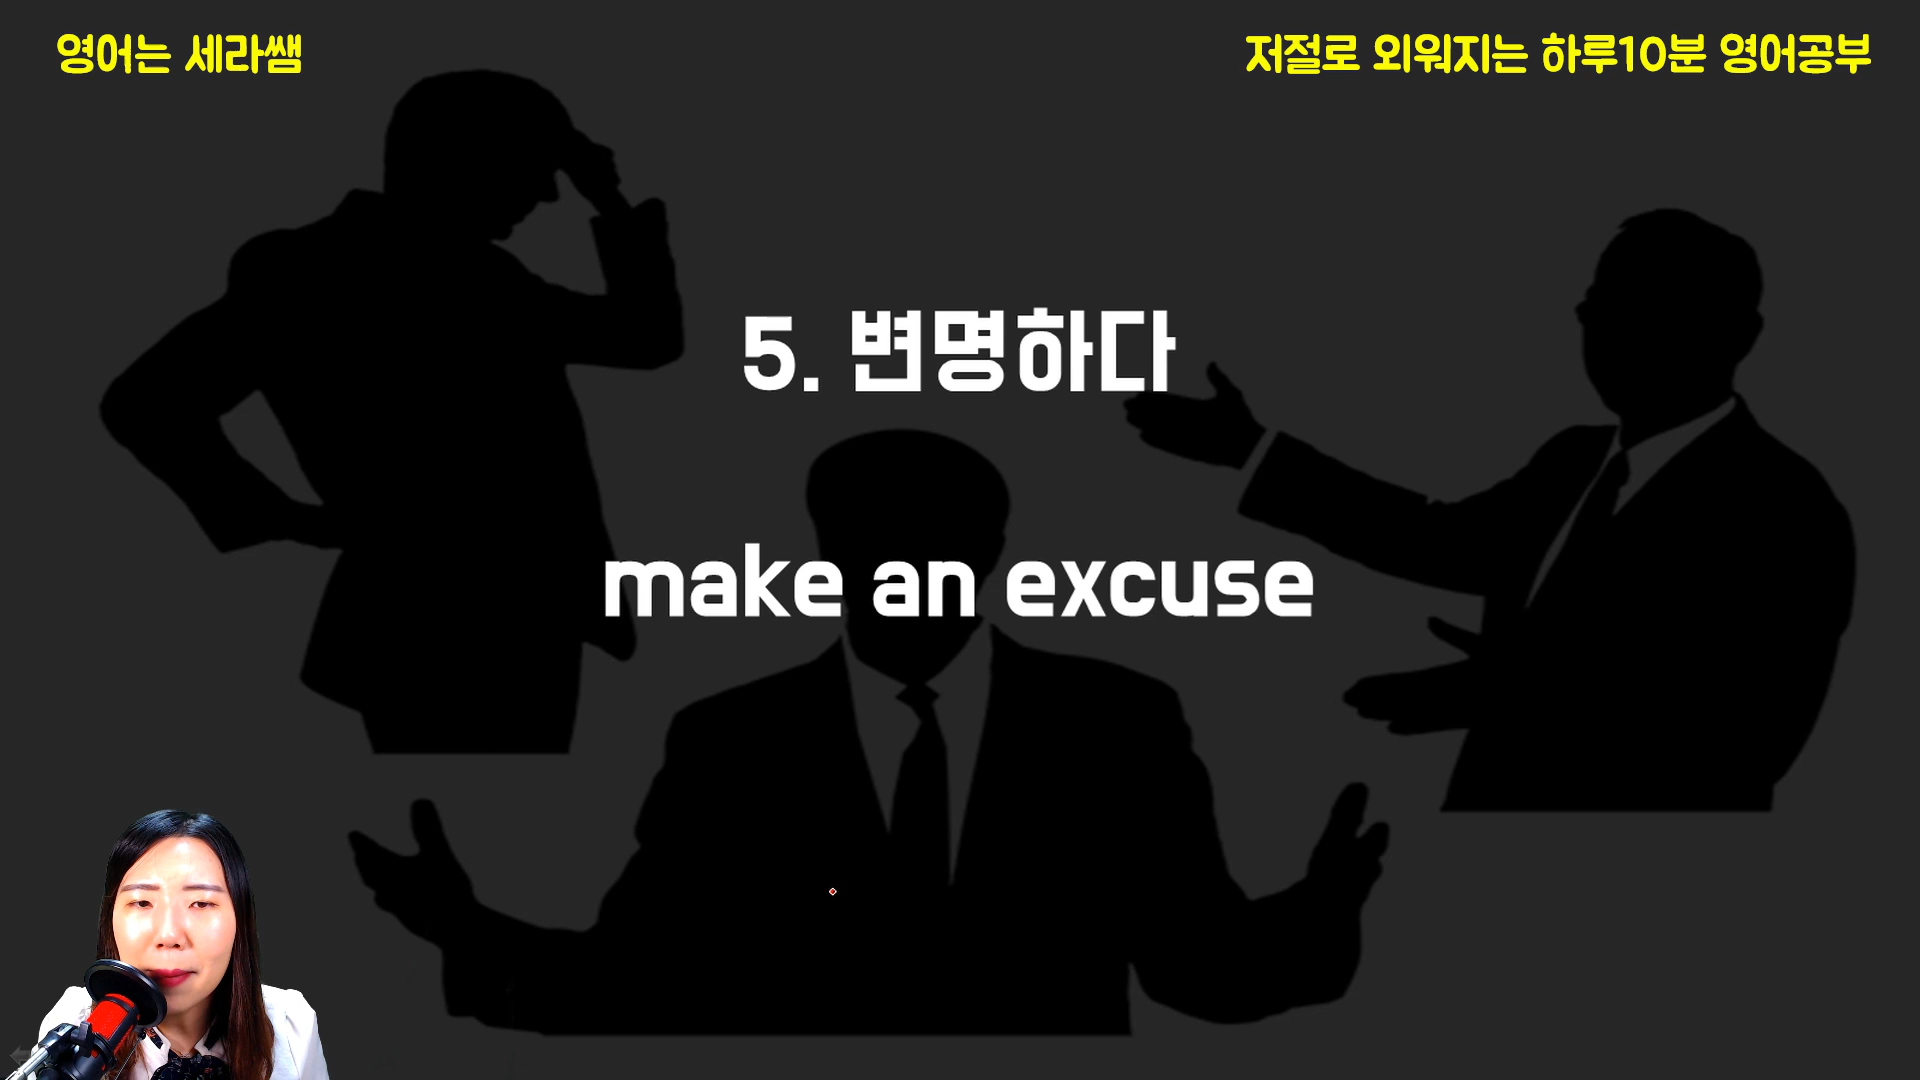 영어는 세라쌤
저절로 외워지는 하루10분 영어공부
5. 변명하다
make an excuse